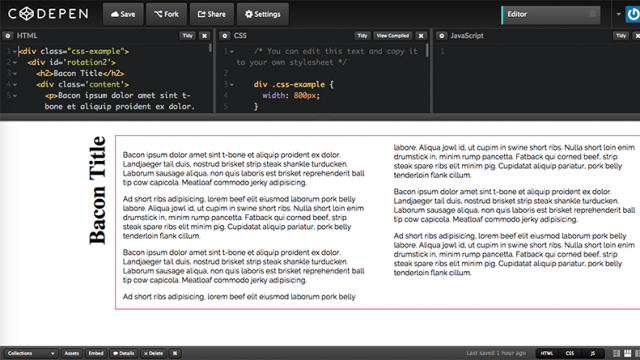 CODEPEN
Save
Fork
Share
Settings
Editor
HTML
Tidy
CSS
Tidy
View Compiled
JavaScript
Tidy
1 <div class="css-example">
2 <div id='rotation2'>
3 <h2>Bacon Title</h2>
4 <div class='content'>
5 <p>Bacon ipsum dolor amet sint t-
bone et aliquip proident ex dolor.
1 /* You can edit this text and copy it
to your own stylesheet */
2
3 div .css-example {
4 width: 800px;
5 }
1
Bacon Title
Bacon ipsum dolor amet sint t-bone et aliquip proident ex dolor.
Landjaeger tail duis, nostrud brisket strip steak shankle turducken.
Laborum sausage aliqua, non quis laboris est brisket reprehenderit ball
tip cow capicola. Meatloaf commodo jerky adipisicing.
Ad short ribs adipisicing, lorem beef elit eiusmod laborum pork belly
labore. Aliqua jowl id, ut cupim in swine short ribs. Nulla short loin enim
drumstick in, minim rump pancetta. Fatback qui corned beef, strip
steak spare ribs elit minim pig. Cupidatat aliquip pariatur, pork belly
tenderloin flank cillum.
Bacon ipsum dolor amet sint t-bone et aliquip proident ex dolor.
Landjaeger tail duis, nostrud brisket strip steak shankle turducken.
Laborum sausage aliqua, non quis laboris est brisket reprehenderit ball
tip cow capicola. Meatloaf commodo jerky adipisicing.
Ad short ribs adipisicing, lorem beef elit eiusmod laborum pork belly
labore. Aliqua jowl id, ut cupim in swine short ribs. Nulla short loin enim
drumstick in, minim rump pancetta. Fatback qui corned beef, strip
steak spare ribs elit minim pig. Cupidatat aliquip pariatur, pork belly
tenderloin flank cillum.
Bacon ipsum dolor amet sint t-bone et aliquip proident ex dolor.
Landjaeger tail duis, nostrud brisket strip steak shankle turducken.
Laborum sausage aliqua, non quis laboris est brisket reprehenderit ball
tip cow capicola. Meatloaf commodo jerky adipisicing.
Ad short ribs adipisicing, lorem beef elit eiusmod laborum pork belly
labore. Aliqua jowl id, ut cupim in swine short ribs. Nulla short loin enim
drumstick in, minim rump pancetta. Fatback qui corned beef, strip
steak spare ribs elit minim pig. Cupidatat aliquip pariatur, pork belly
tenderloin flank cillum.
Collections
Assets
Embed
Details
Delete
Last saved 1 hour ago
HTML
CSS
JS